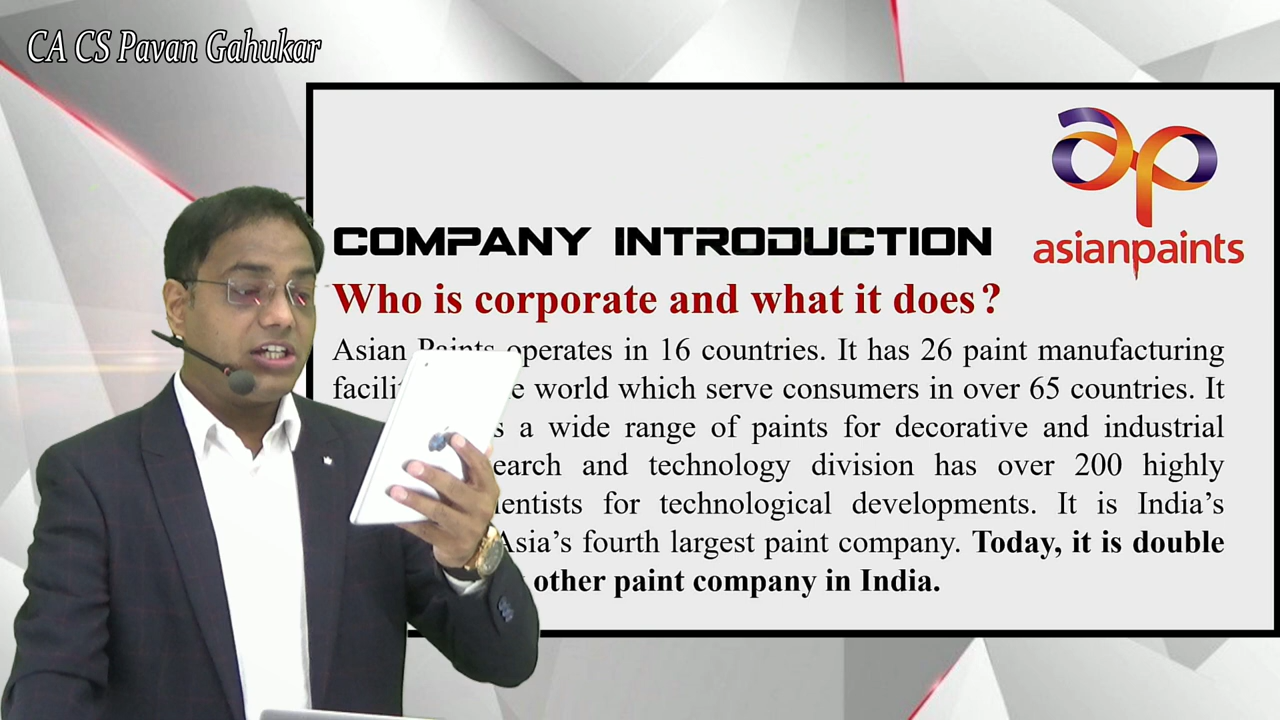 CA CS Pavan Gahukar
ap
asianpaints
COMPANY INTRODUCTION
Who is corporate and what it does?
Asian Paints operates in 16 countries. It has 26 paint manufacturing
world which serve consumers in over 65 countries. It
a wide range of paints for decorative and industrial
and technology division has over 200 highly
for technological developments. It is India's
Asia's fourth largest paint company. Today, it is double
other paint company in India.